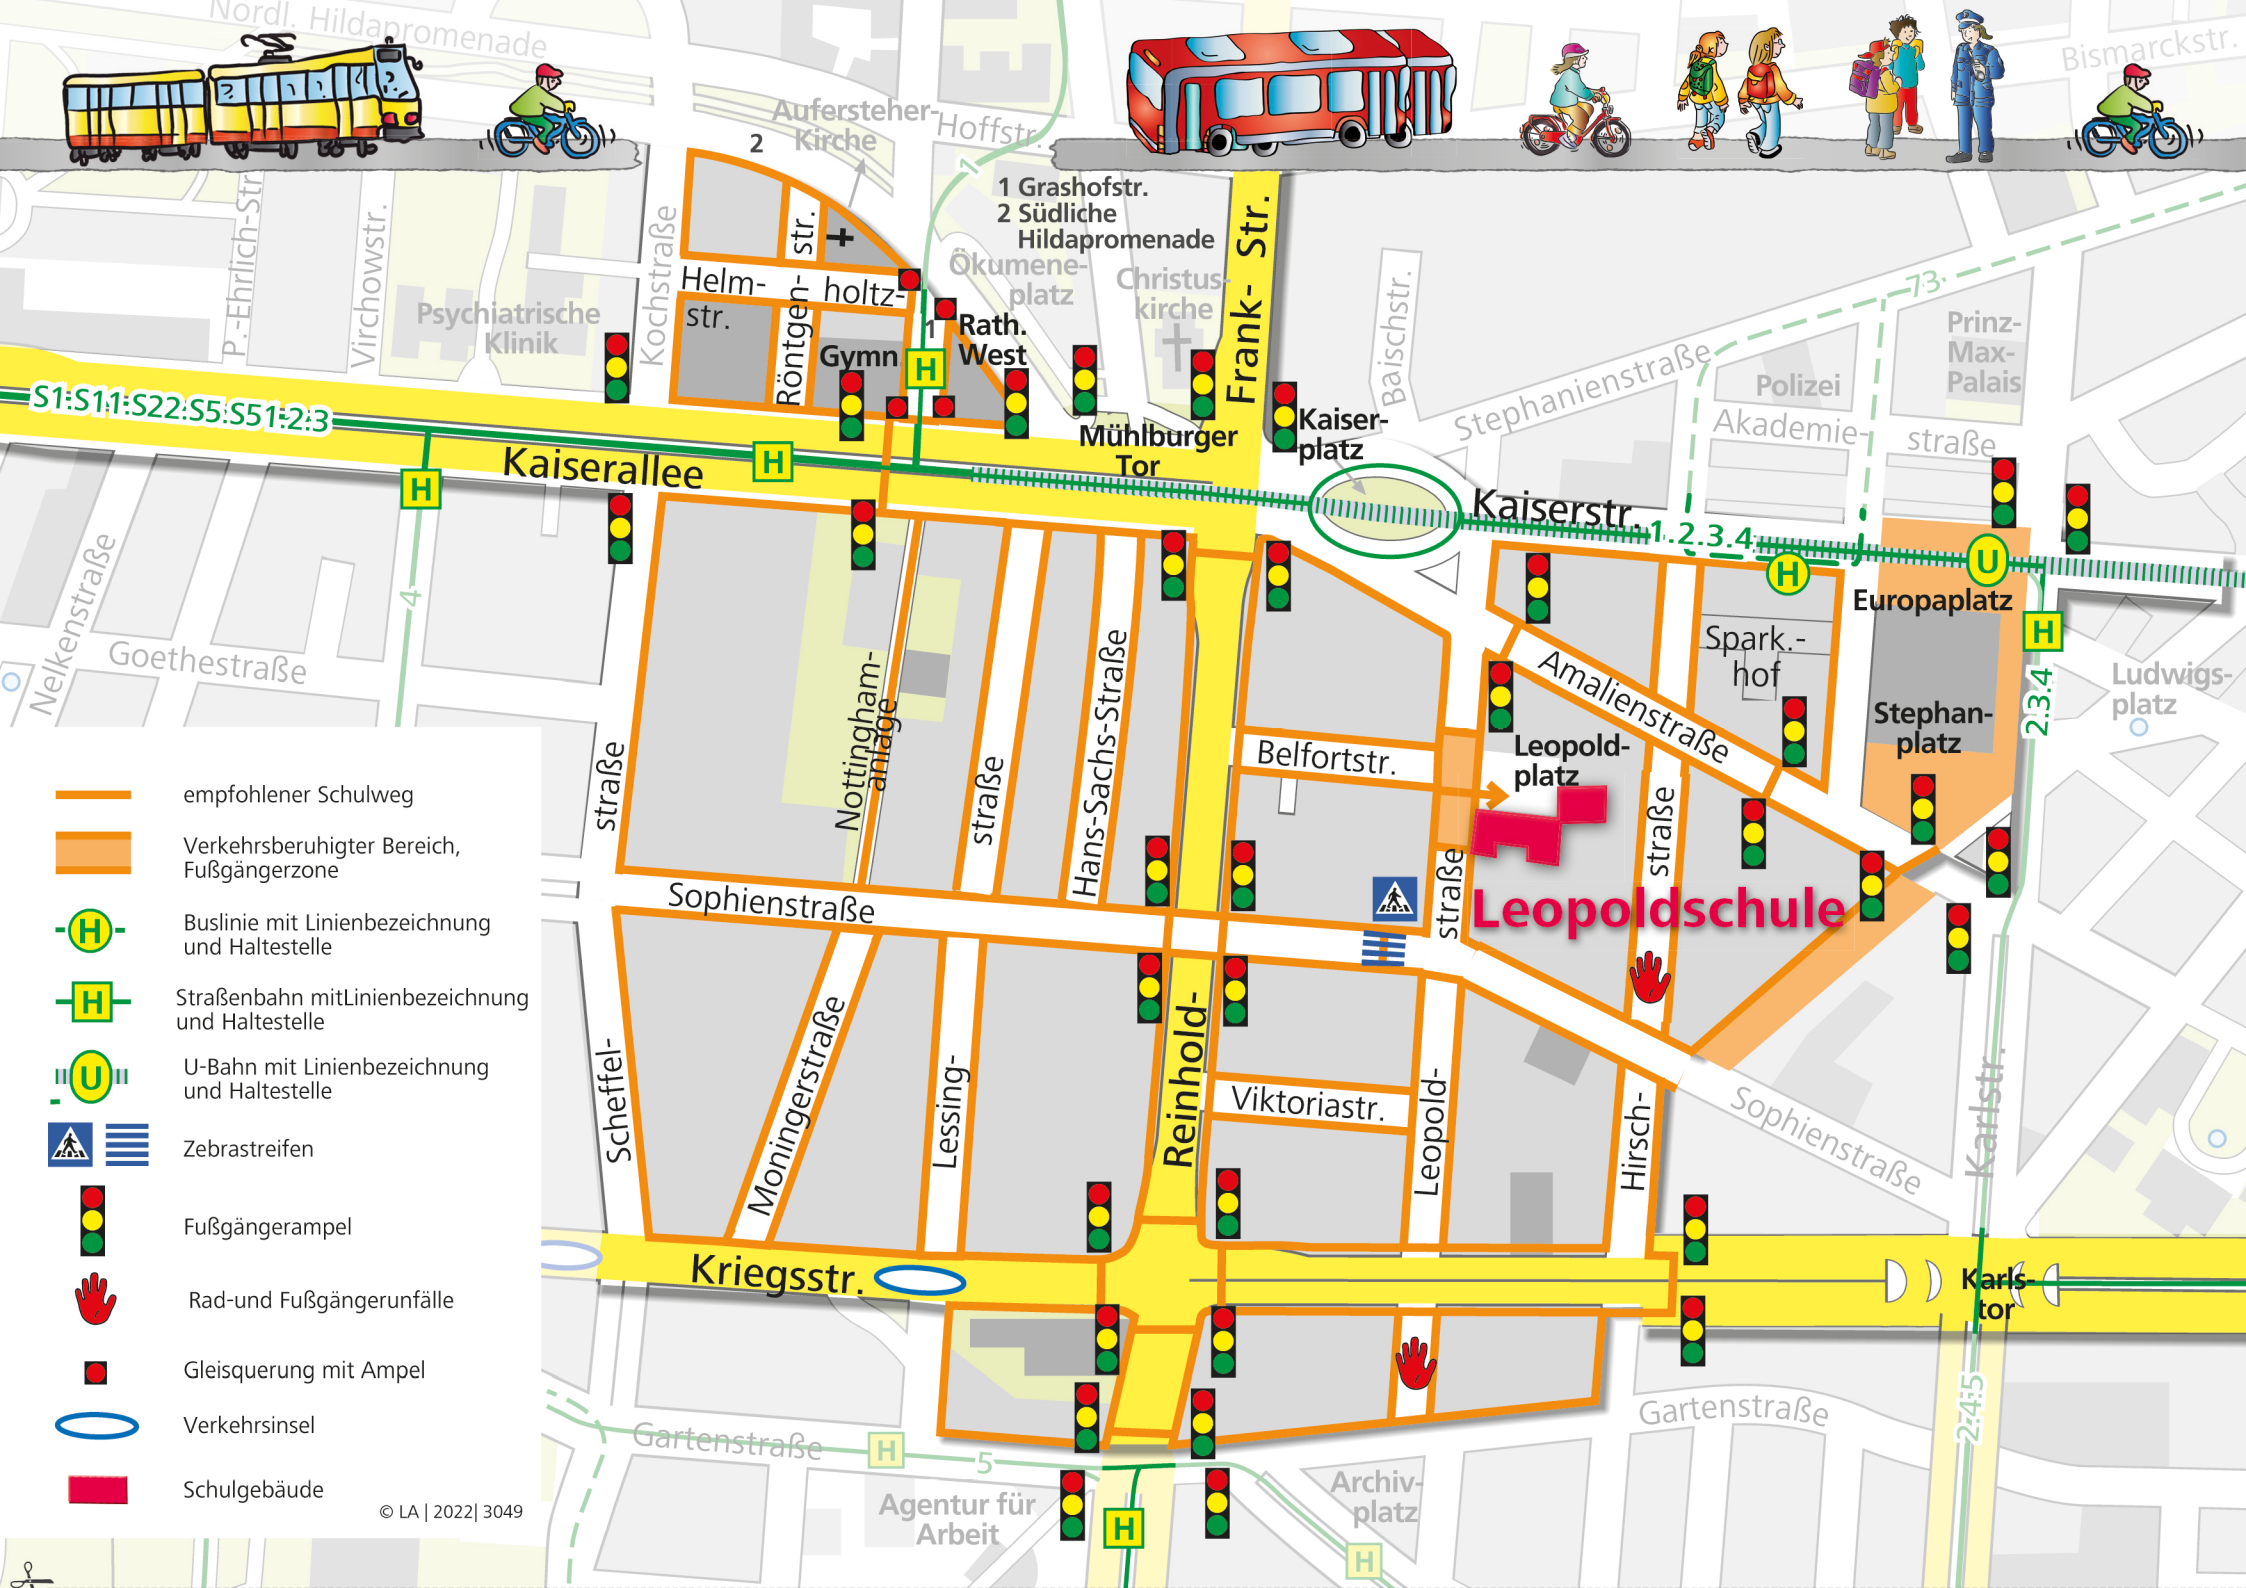 Nördl. Hildapromenade
Bismarckstr.
Aufersteher-
Kirche
Hoffstr.
2
1
1 Grashofstr.
2 Südliche
Hildapromenade
P.-Ehrlich-Str.
Virchowstr.
Kochstraße
Röntgen-
str.
Helm-
holtz-
str.
Psychiatrische
Klinik
Gymn.
1
Rath.
West
Ökumene-
platz
Christus-
kirche
Frank-
Str.
Baischstr.
73
Stephanienstraße
Prinz-
Max-
Palais
Polizei
Akademie-
straße
S1:S11:S22:S5:S51:2:3
H
H
H
Kaiserallee
Mühlburger
Tor
Kaiser-
platz
Kaiserstr.
1.2.3.4
H
U
Europaplatz
H
Nelkenstraße
Goethestraße
4
straße
Nottingham-
anlage
straße
Hans-Sachs-Straße
Belfortstr.
Amalienstraße
Spark.-
hof
Stephan-
platz
2.3.4
Ludwigs-
platz
Leopold-
platz
straße
straße
Leopoldschule
Sophienstraße
Scheffel-
Moningerstraße
Lessing-
Reinhold-
Viktoriastr.
Leopold-
Hirsch-
Sophienstraße
Karlstr.
Kriegsstr.
Karls-
tor
Gartenstraße
H
5
Gartenstraße
2:4:5
Agentur für
Arbeit
H
Archiv-
platz
H
empfohlener Schulweg
Verkehrsberuhigter Bereich,
Fußgängerzone
H
Buslinie mit Linienbezeichnung
und Haltestelle
H
Straßenbahn mitLinienbezeichnung
und Haltestelle
U
U-Bahn mit Linienbezeichnung
und Haltestelle
Zebrastreifen
Fußgängerampel
Rad-und Fußgängerunfälle
Gleisquerung mit Ampel
Verkehrsinsel
Schulgebäude
© LA | 2022| 3049